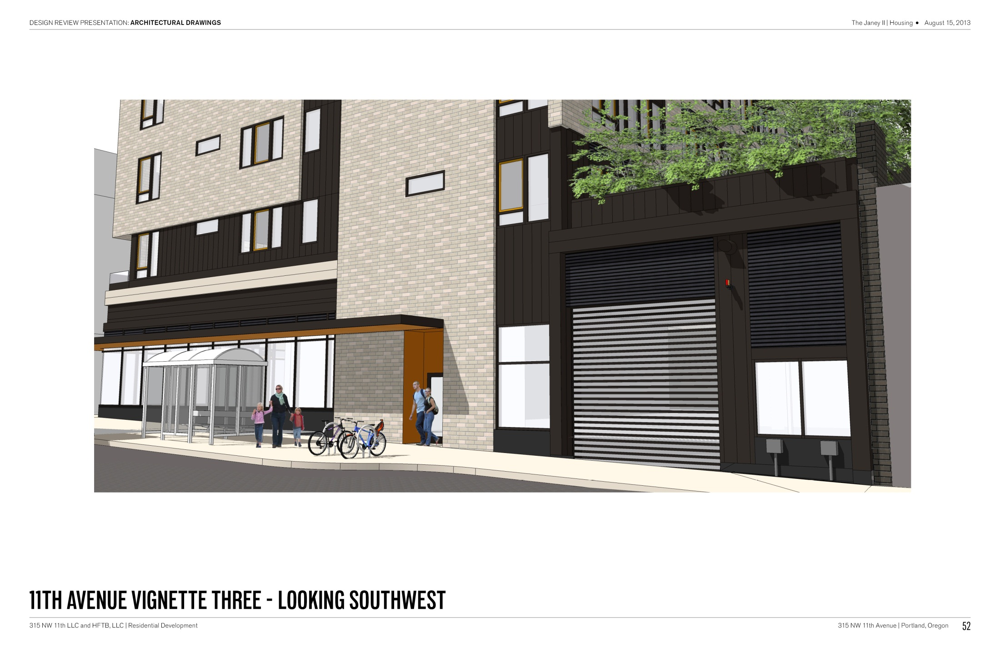 DESIGN REVIEW PRESENTATION: ARCHITECTURAL DRAWINGS
The Janey II | Housing • August 15, 2013
11TH AVENUE VIGNETTE THREE - LOOKING SOUTHWEST
315 NW 11th LLC and HFTB, LLC | Residential Development
315 NW 11th Avenue | Portland, Oregon 52